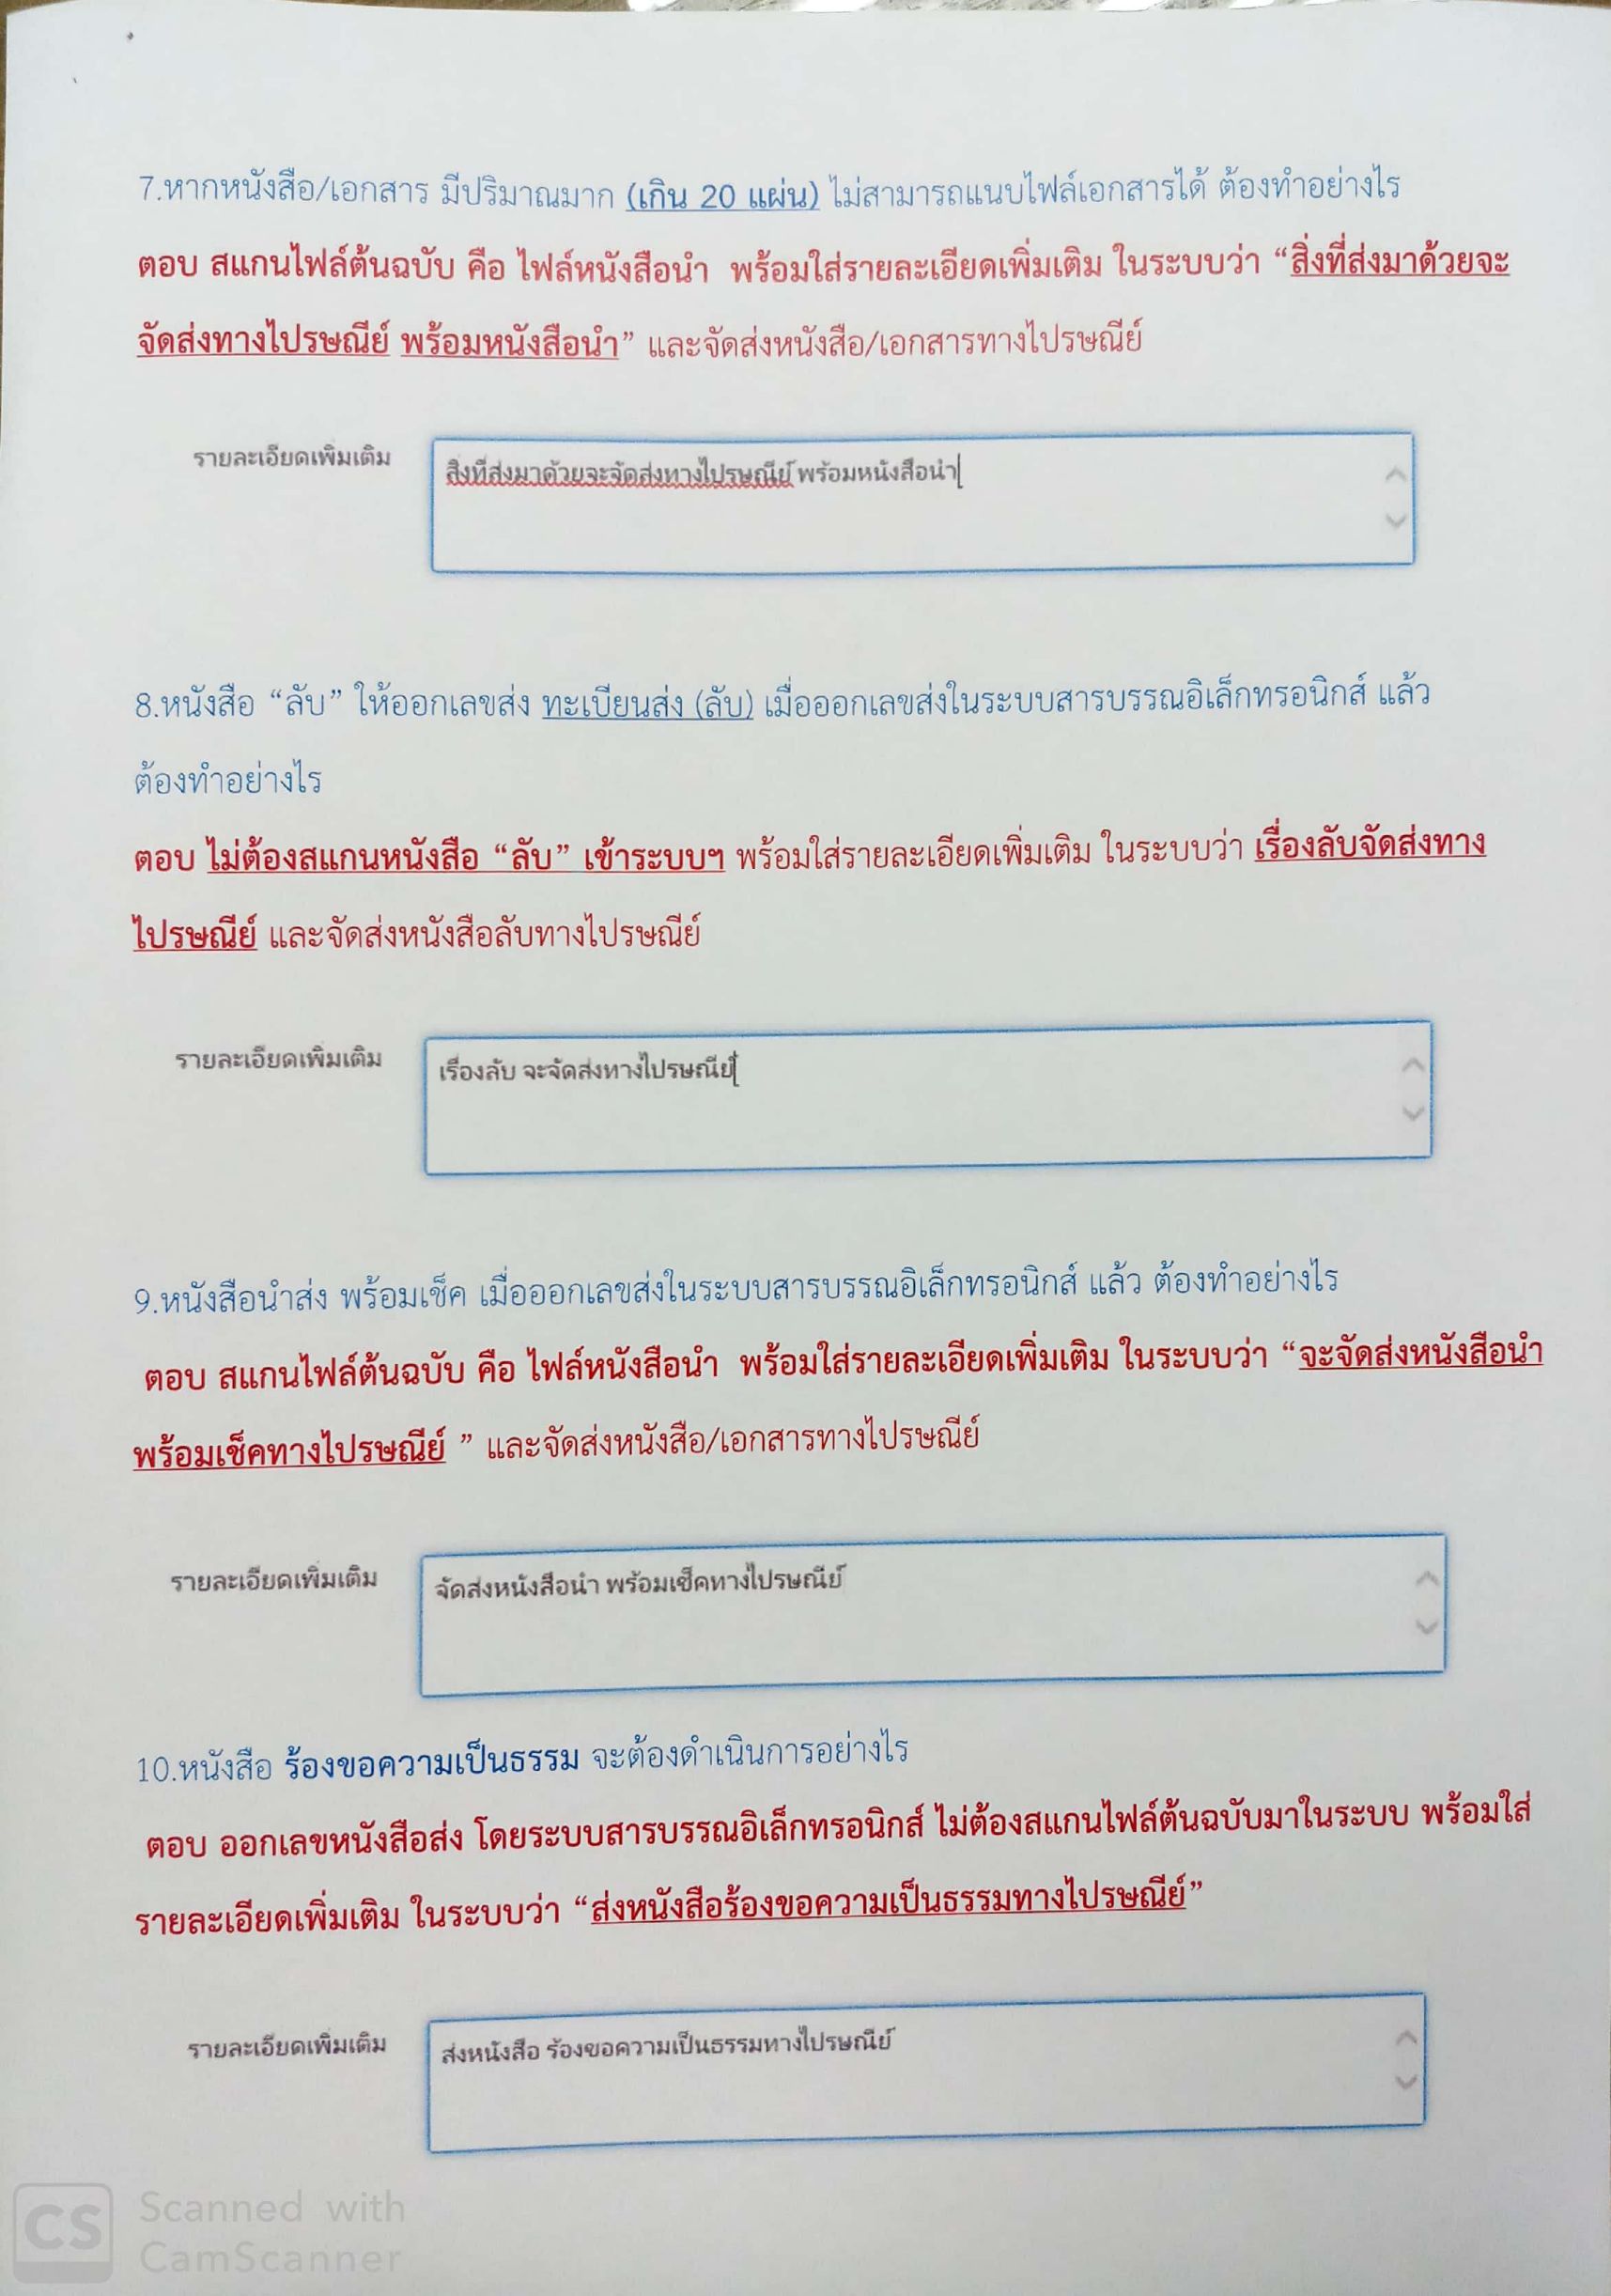 7.หากหนังสือ/เอกสาร มีปริมาณมาก (เกิน 20 แผ่น) ไม่สามารถแนบไฟล์เอกสารได้ ต้องทำอย่างไร
ตอบ สแกนไฟล์ต้นฉบับ คือ ไฟล์หนังสือนำ พร้อมใส่รายละเอียดเพิ่มเติม ในระบบว่า “สิ่งที่ส่งมาด้วยจะ
จัดส่งทางไปรษณีย์ พร้อมหนังสือนำ” และจัดส่งหนังสือ/เอกสารทางไปรษณีย์
รายละเอียดเพิ่มเติม สิ่งที่ส่งมาด้วยจะจัดส่งทางไปรษณีย์ พร้อมหนังสือนำ
8.หนังสือ “ลับ” ให้ออกเลขส่ง ทะเบียนส่ง (ลับ) เมื่อออกเลขส่งในระบบสารบรรณอิเล็กทรอนิกส์ แล้ว
ต้องทำอย่างไร
ตอบ ไม่ต้องสแกนหนังสือ “ลับ” เข้าระบบฯ พร้อมใส่รายละเอียดเพิ่มเติม ในระบบว่า เรื่องลับจัดส่งทาง
ไปรษณีย์ และจัดส่งหนังสือลับทางไปรษณีย์
รายละเอียดเพิ่มเติม เรื่องลับ จะจัดส่งทางไปรษณีย์
9.หนังสือนำส่ง พร้อมเช็ค เมื่อออกเลขส่งในระบบสารบรรณอิเล็กทรอนิกส์ แล้ว ต้องทำอย่างไร
ตอบ สแกนไฟล์ต้นฉบับ คือ ไฟล์หนังสือนำ พร้อมใส่รายละเอียดเพิ่มเติม ในระบบว่า “จะจัดส่งหนังสือนำ
พร้อมเช็คทางไปรษณีย์ ” และจัดส่งหนังสือ/เอกสารทางไปรษณีย์
รายละเอียดเพิ่มเติม จัดส่งหนังสือนำ พร้อมเช็คทางไปรษณีย์
10.หนังสือ ร้องขอความเป็นธรรม จะต้องดำเนินการอย่างไร
ตอบ ออกเลขหนังสือส่ง โดยระบบสารบรรณอิเล็กทรอนิกส์ ไม่ต้องสแกนไฟล์ต้นฉบับมาในระบบ พร้อมใส่
รายละเอียดเพิ่มเติม ในระบบว่า “ส่งหนังสือร้องขอความเป็นธรรมทางไปรษณีย์”
รายละเอียดเพิ่มเติม ส่งหนังสือ ร้องขอความเป็นธรรมทางไปรษณีย์
CS Scanned with
CamScanner